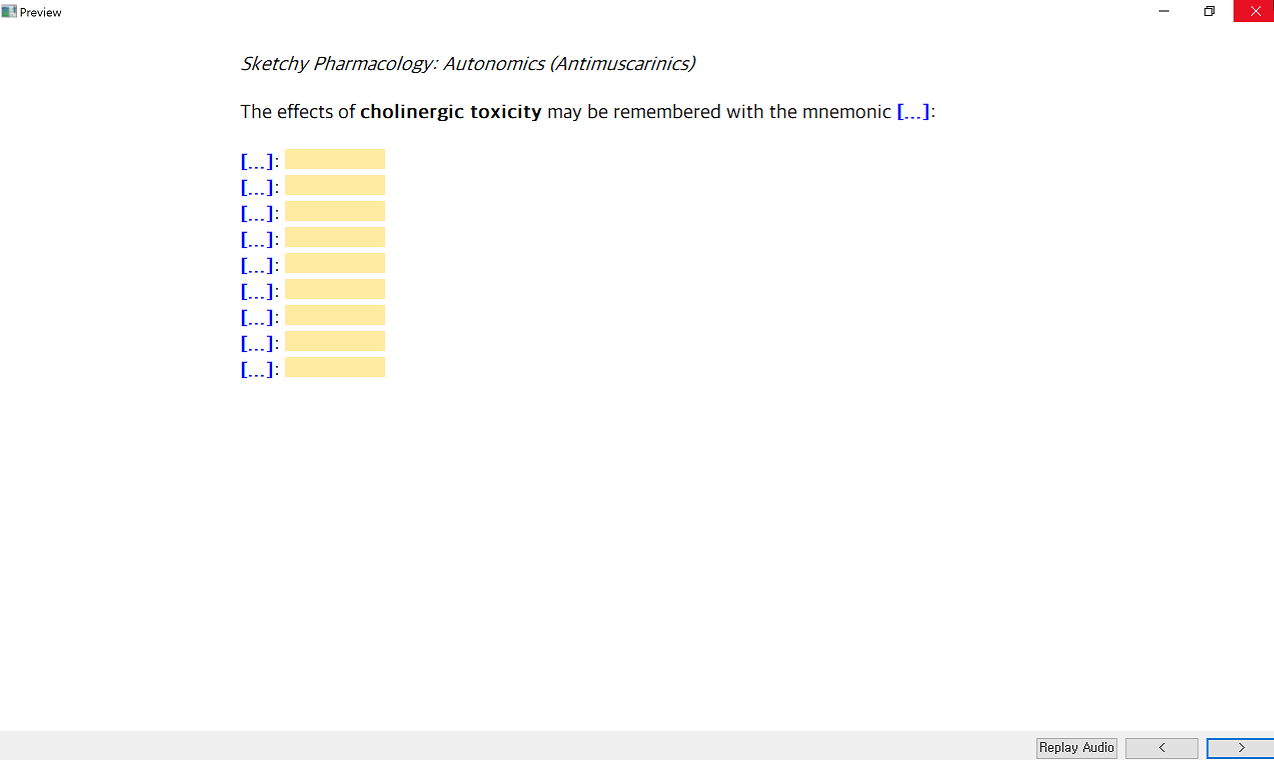 Preview
Sketchy Pharmacology: Autonomics (Antimuscarinics)
The effects of cholinergic toxicity may be remembered with the mnemonic [...]:
[...]:
[...]:
[...]:
[...]:
[...]:
[...]:
[...]:
[...]:
[...]:
Replay Audio < >